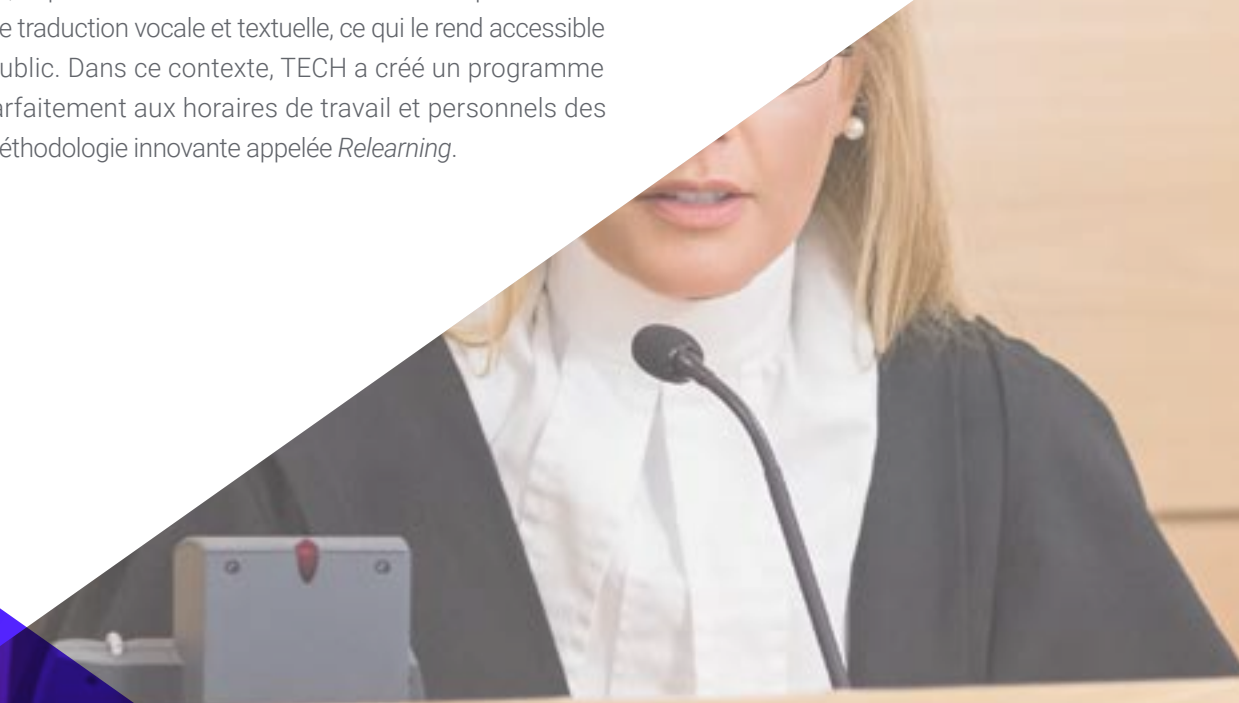 e traduction vocale et textuelle, ce qui le rend accessible
ublic. Dans ce contexte, TECH a créé un programme
arfaitement aux horaires de travail et personnels des
éthodologie innovante appelée Relearning.